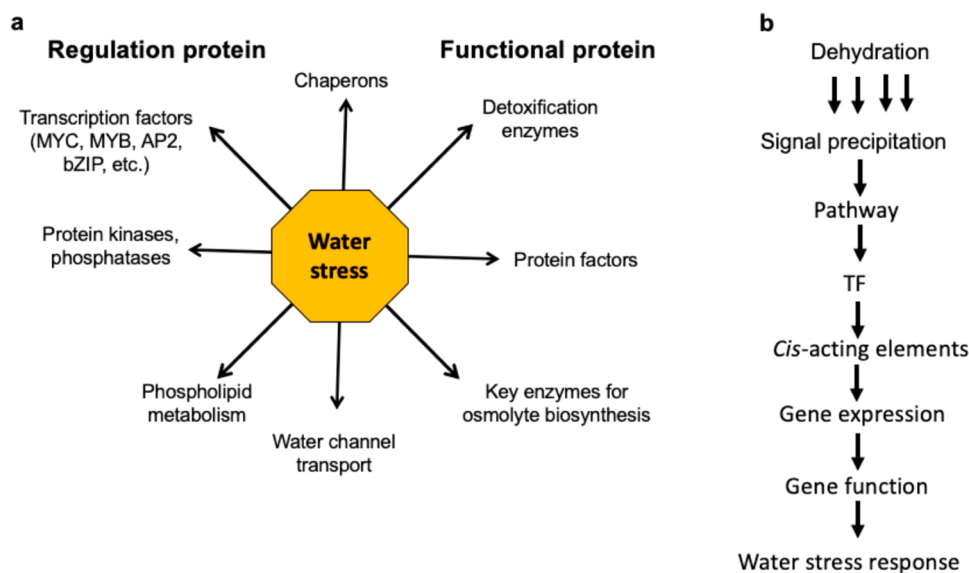 a
Regulation protein
Functional protein
Chaperons
Transcription factors
(MYC, MYB, AP2,
bZIP, etc.)
Detoxification
enzymes
Protein kinases,
phosphatases
Water
stress
Protein factors
Phospholipid
metabolism
Water channel
transport
Key enzymes for
osmolyte biosynthesis
b
Dehydration
Signal precipitation
Pathway
TF
Cis-acting elements
Gene expression
Gene function
Water stress response